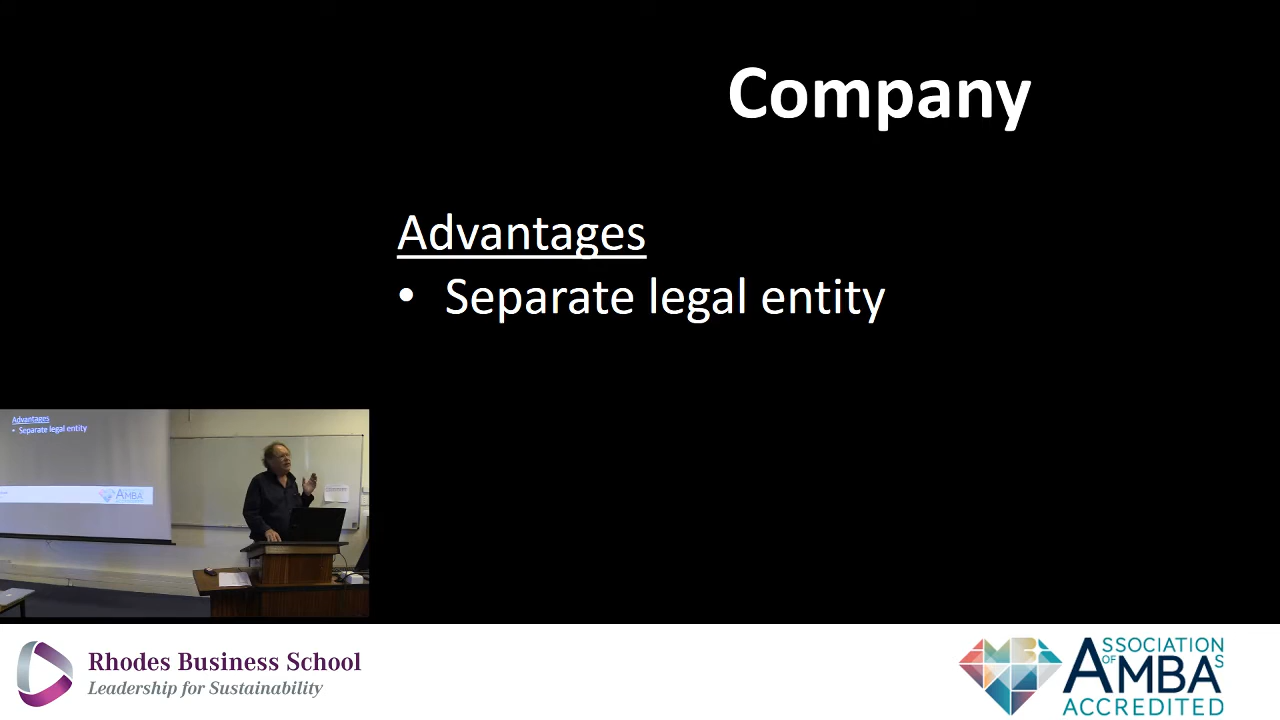 Company
Advantages
• Separate legal entity
Advantages
• Separate legal entity
AMBA
Rhodes Business School
Leadership for Sustainability
ASSOCIATION
OF AMBAS
ACCREDITED